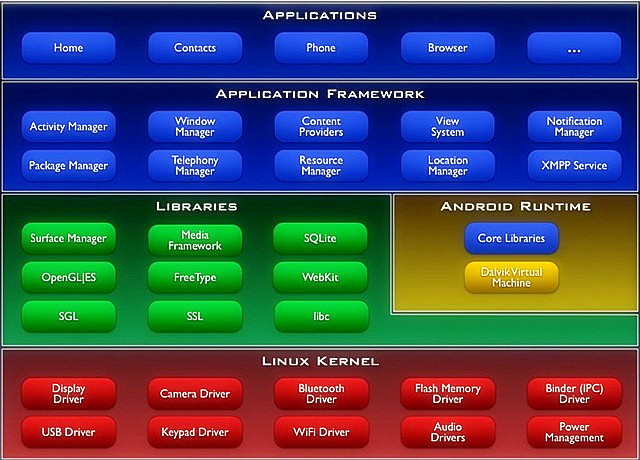 APPLICATIONS
Home
Contacts
Phone
Browser
...
APPLICATION FRAMEWORK
Activity Manager
Window
Manager
Content
Providers
View
System
Notification
Manager
Package Manager
Telephony
Manager
Resource
Manager
Location
Manager
XMPP Service
LIBRARIES
Surface Manager
Media
Framework
SQLite
OpenGL|ES
FreeType
WebKit
SGL
SSL
libc
ANDROID RUNTIME
Core Libraries
Dalvik Virtual
Machine
LINUX KERNEL
Display
Driver
Camera Driver
Bluetooth
Driver
Flash Memory
Driver
Binder (IPC)
Driver
USB Driver
Keypad Driver
WiFi Driver
Audio
Drivers
Power
Management